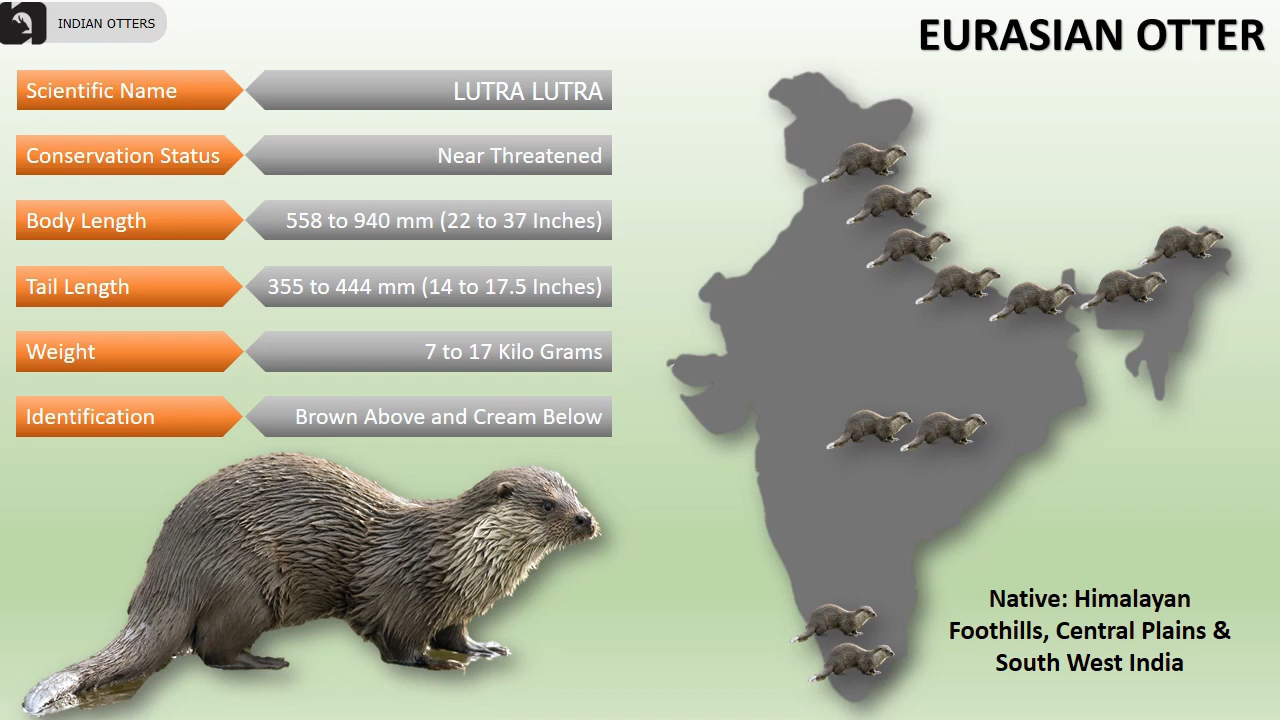 INDIAN OTTERS
EURASIAN OTTER
Scientific Name
LUTRA LUTRA
Conservation Status
Near Threatened
Body Length
558 to 940 mm (22 to 37 Inches)
Tail Length
355 to 444 mm (14 to 17.5 Inches)
Weight
7 to 17 Kilo Grams
Identification
Brown Above and Cream Below
Native: Himalayan
Foothills, Central Plains &
South West India